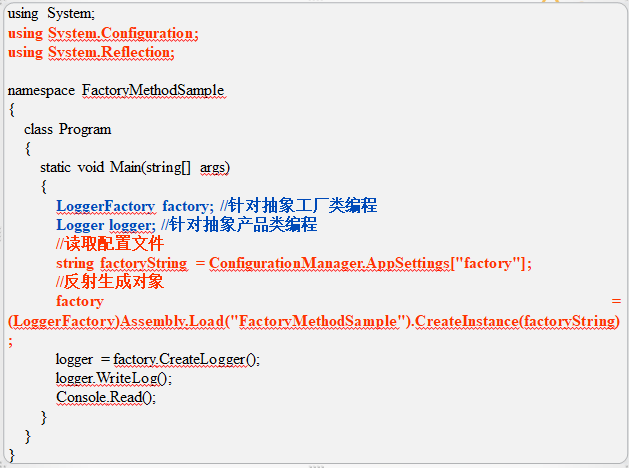 using System;
using System.Configuration;
using System.Reflection;
namespace FactoryMethodSample
{
class Program
{
static void Main(string[] args)
{
LoggerFactory factory; //针对抽象工厂类编程
Logger logger; //针对抽象产品类编程
//读取配置文件
string factoryString = ConfigurationManager.AppSettings["factory"];
//反射生成对象
factory =
(LoggerFactory)Assembly.Load("FactoryMethodSample").CreateInstance(factoryString)
;
logger = factory.CreateLogger();
logger.WriteLog();
Console.Read();
}
}
}